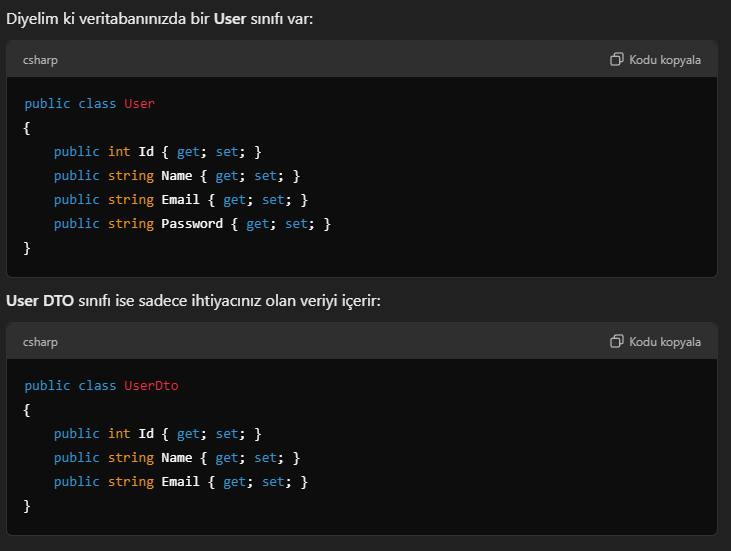 Diyelim ki veritabanınızda bir User sınıfı var:
csharp
Kodu kopyala
public class User
{
    public int Id { get; set; }
    public string Name { get; set; }
    public string Email { get; set; }
    public string Password { get; set; }
}
User DTO sınıfı ise sadece ihtiyacınız olan veriyi içerir:
csharp
Kodu kopyala
public class UserDto
{
    public int Id { get; set; }
    public string Name { get; set; }
    public string Email { get; set; }
}